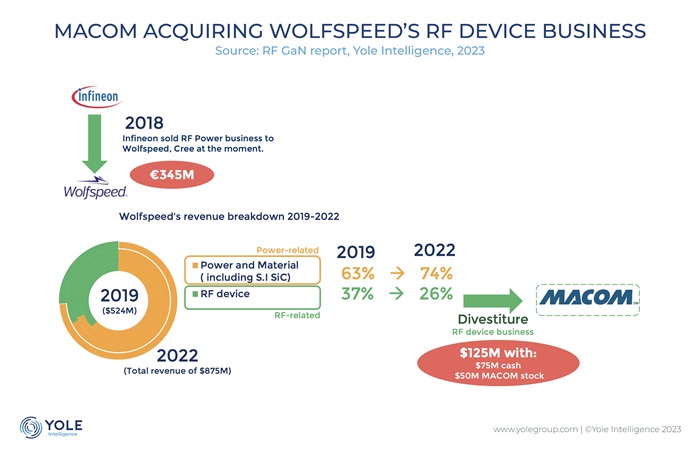 MACOM ACQUIRING WOLFSPEED'S RF DEVICE BUSINESS
Source: RF GaN report, Yole Intelligence, 2023
infineon
2018
Infineon sold RF Power business to
Wolfspeed, Cree at the moment.
€345M
Wolfspeed.
Wolfspeed's revenue breakdown 2019-2022
Power-related
2019
2022
Power and Material
( including S.I SiC)
63% → 74%
RF device
37% → 26%
RF-related
2019
($524M)
2022
(Total revenue of $875M)
MACOM™
Divestiture
RF device business
$125M with:
$75M cash
$50M MACOM stock
YOLE
Intelligence
www.yolegroup.com | ©Yole Intelligence 2023